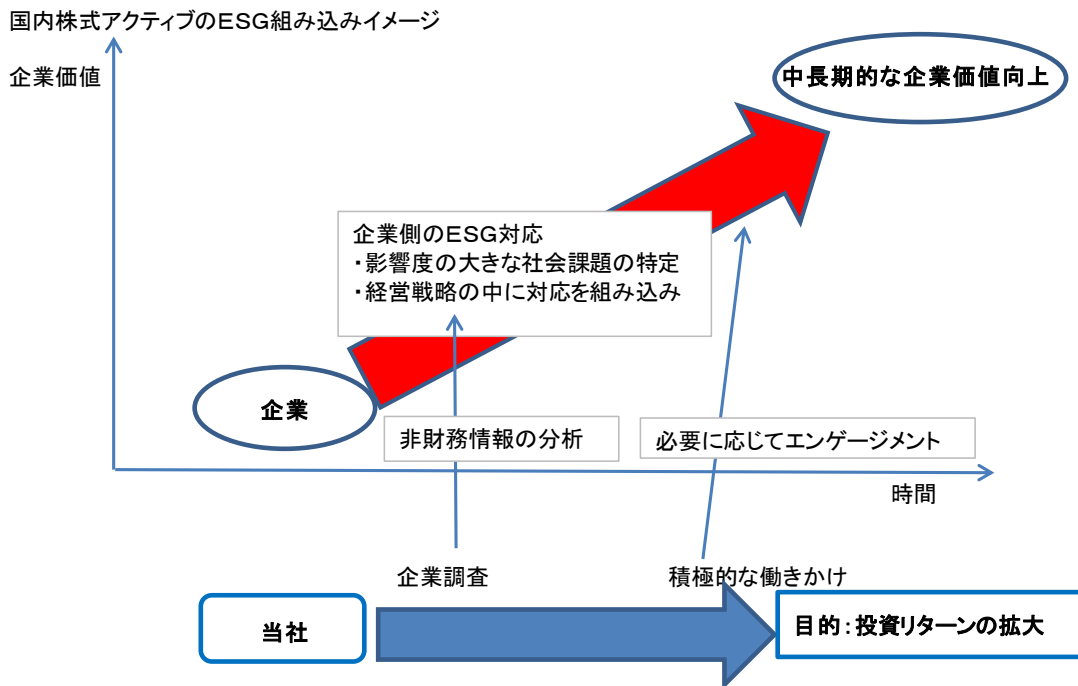 国内株式アクティブのESG組み込みイメージ
企業価値
中長期的な企業価値向上
企業側のESG対応
・影響度の大きな社会課題の特定
・経営戦略の中に対応を組み込み
企業
非財務情報の分析
必要に応じてエンゲージメント
時間
企業調査
積極的な働きかけ
当社
目的：投資リターンの拡大